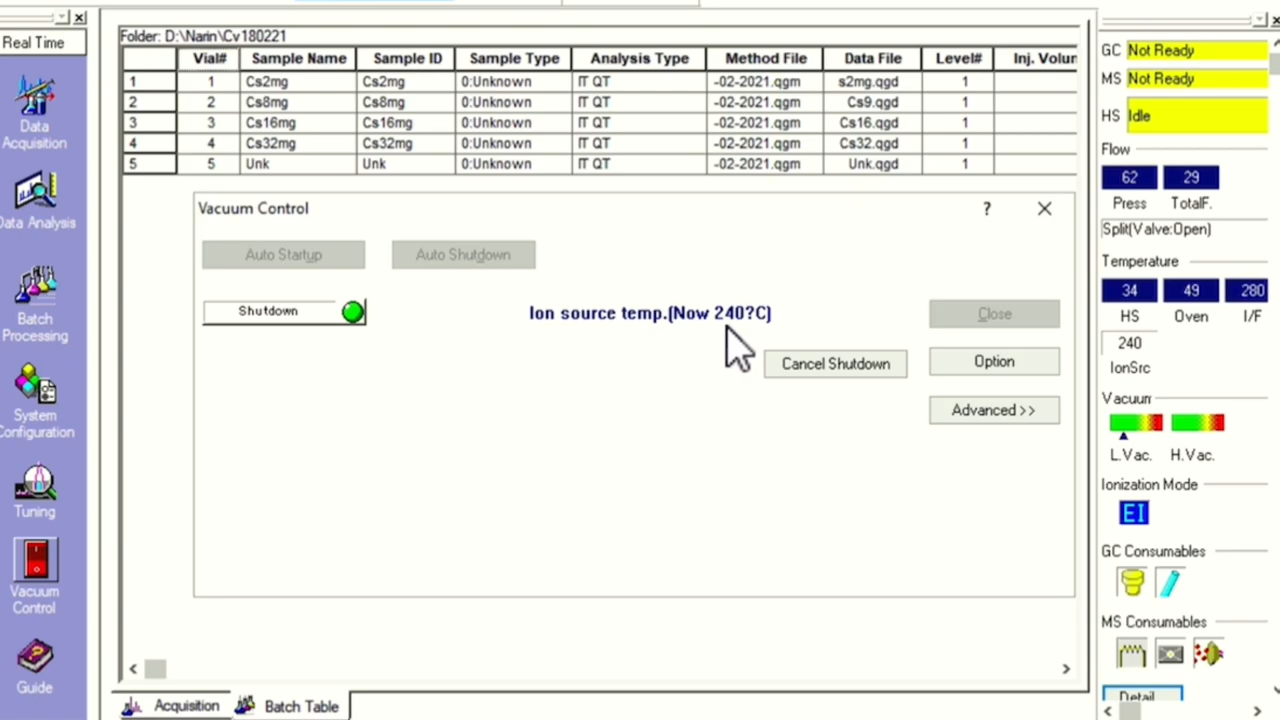 Real Time
Data
Acquisition
Data Analysis
Batch
Processing
System
Configuration
Tuning
Vacuum
Control
Guide
Folder: D:\Narin\Cv180221
Vial# Sample Name Sample ID Sample Type Analysis Type Method File Data File Level# Inj. Volum
1 1 Cs2mg Cs2mg 0:Unknown IT QT -02-2021.qgm s2mg.qgd 1
2 2 Cs8mg Cs8mg 0:Unknown IT QT -02-2021.qgm Cs9.qgd 1
3 3 Cs16mg Cs16mg 0:Unknown IT QT -02-2021.qgm Cs16.qgd 1
4 4 Cs32mg Cs32mg 0:Unknown IT QT -02-2021.qgm Cs32.qgd 1
5 5 Unk Unk 0:Unknown IT QT -02-2021.qgm Unk.qgd 1
Vacuum Control ?
Auto Startup Auto Shutdown
Shutdown
Ion source temp.(Now 240?C)
Close
Cancel Shutdown
Option
Advanced >>
Acquisition Batch Table
GC Not Ready
MS Not Ready
HS Idle
Flow
62 29
Press TotalF.
Split(Valve:Open)
Temperature
34 49 280
HS Oven I/F
240
IonSrc
Vacuum
L.Vac. H.Vac.
Ionization Mode
EI
GC Consumables
MS Consumables
Detail